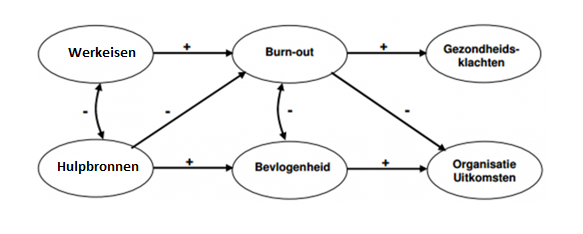 Werkeisen
+
Burn-out
+
Gezondheids-
klachten
-
-
-
-
Hulpbronnen
+
Bevlogenheid
+
Organisatie
Uitkomsten